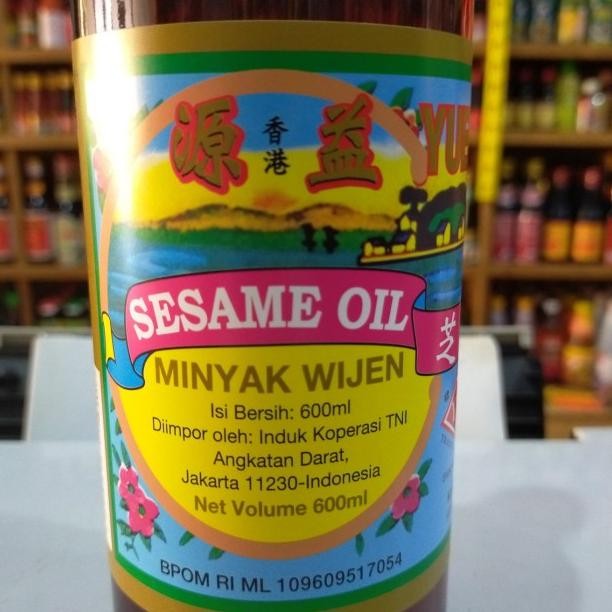 源 香港 益
YUE
SESAME OIL
芝
MINYAK WIJEN
Isi Bersih: 600ml
Diimpor oleh: Induk Koperasi TNI
Angkatan Darat,
Jakarta 11230-Indonesia
Net Volume 600ml
BPOM RI ML 109609517054